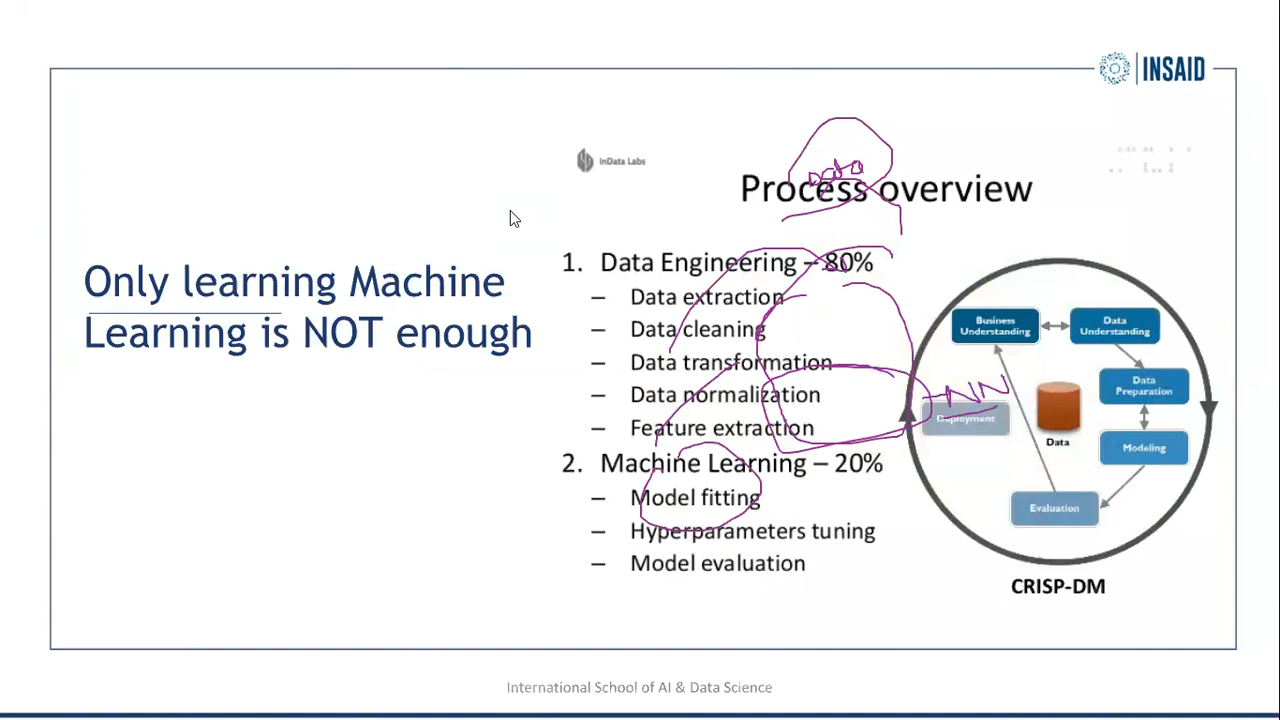 INSAID
InData Labs
Data
Process overview
Only learning Machine
Learning is NOT enough
1. Data Engineering – 80%
– Data extraction
– Data cleaning
– Data transformation
– Data normalization
– Feature extraction
2. Machine Learning – 20%
– Model fitting
– Hyperparameters tuning
– Model evaluation
Business
Understanding
Data
Understanding
Data
Preparation
NN
Deployment
Data
Modeling
Evaluation
CRISP-DM
International School of AI & Data Science